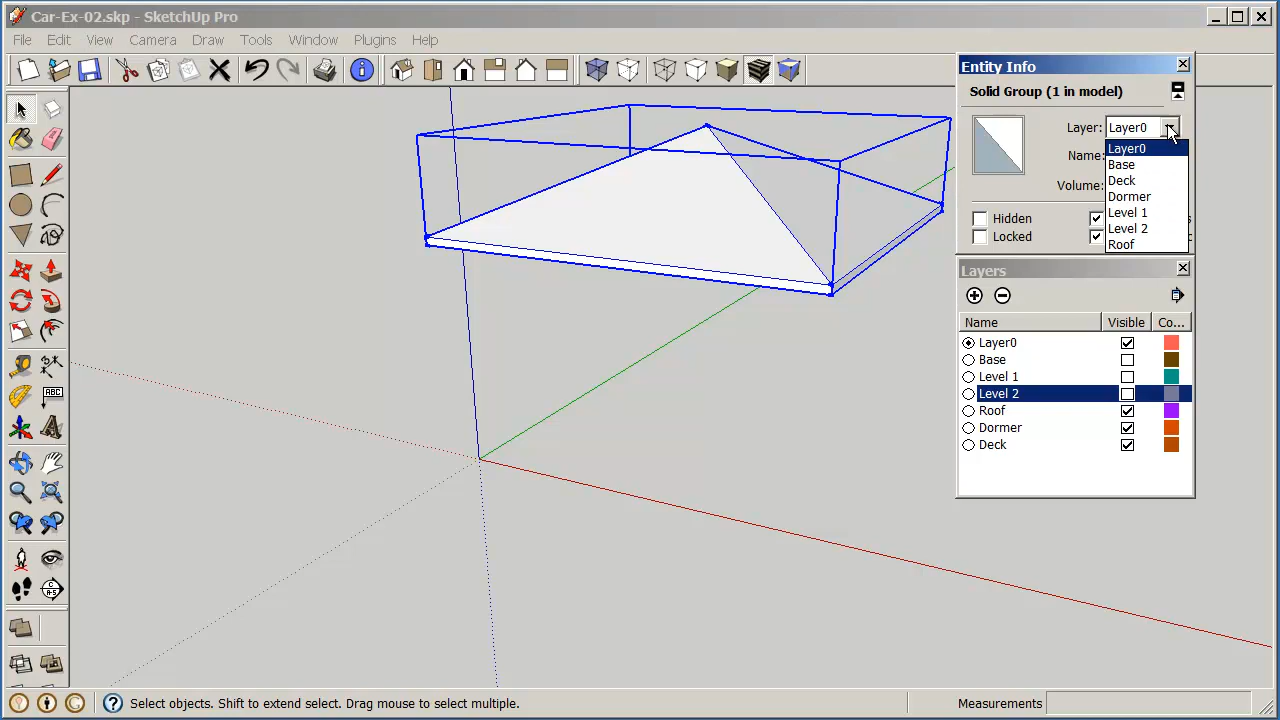 Car-Ex-02.skp - SketchUp Pro
File Edit View Camera Draw Tools Window Plugins Help
Entity Info
Solid Group (1 in model)
Layer: Layer0
Layer0
Base
Deck
Dormer
Level 1
Level 2
Roof
Name:
Volume:
Hidden
Locked
Layers
Name Visible Co...
Layer0
Base
Level 1
Level 2
Roof
Dormer
Deck
ABC
Select objects. Shift to extend select. Drag mouse to select multiple.
Measurements